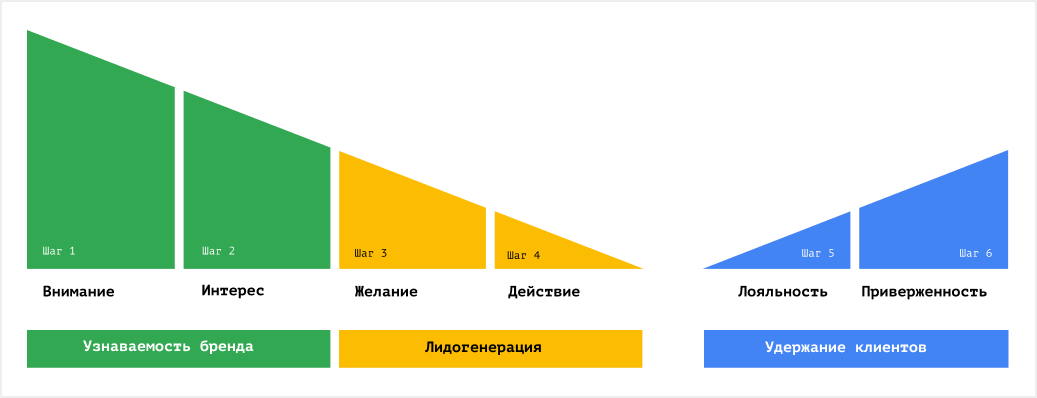 Шаг 1
Шаг 2
Шаг 3
Шаг 4
Шаг 5
Шаг 6
Внимание
Интерес
Желание
Действие
Лояльность
Приверженность
Узнаваемость бренда
Лидогенерация
Удержание клиентов